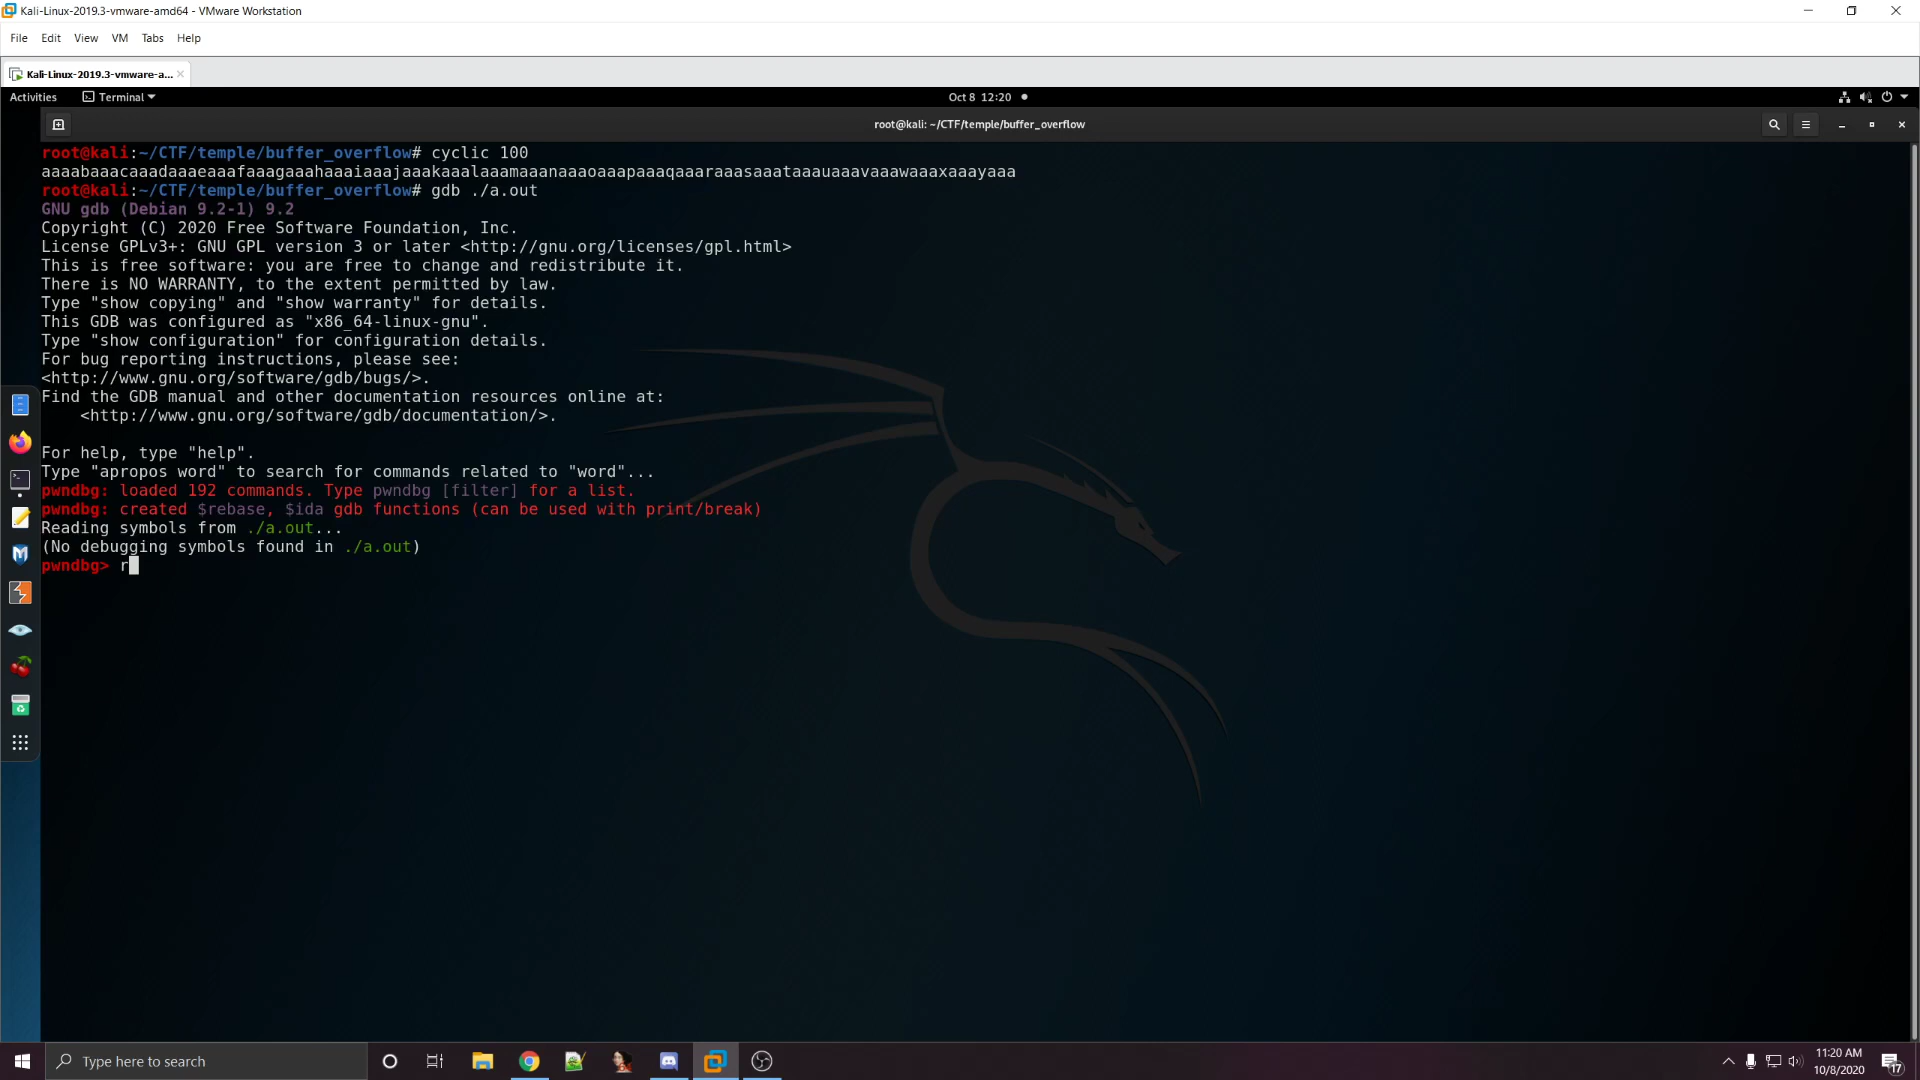 Kali-Linux-2019.3-vmware-amd64 - VMware Workstation
File Edit View VM Tabs Help
Kali-Linux-2019.3-vmware-a...
Activities Terminal Oct 8 12:20
root@kali: ~/CTF/temple/buffer_overflow
root@kali:~/CTF/temple/buffer_overflow# cyclic 100
aaaabaaacaaadaaaeaaafaaagaaahaaaiaaajaaakaaalaaamaaanaaaoaaapaaaqaaaraaasaaataaauaaavaaawaaaxaaayaaa
root@kali:~/CTF/temple/buffer_overflow# gdb ./a.out
GNU gdb (Debian 9.2-1) 9.2
Copyright (C) 2020 Free Software Foundation, Inc.
License GPLv3+: GNU GPL version 3 or later <http://gnu.org/licenses/gpl.html>
This is free software: you are free to change and redistribute it.
There is NO WARRANTY, to the extent permitted by law.
Type "show copying" and "show warranty" for details.
This GDB was configured as "x86_64-linux-gnu".
Type "show configuration" for configuration details.
For bug reporting instructions, please see:
<http://www.gnu.org/software/gdb/bugs/>.
Find the GDB manual and other documentation resources online at:
<http://www.gnu.org/software/gdb/documentation/>.
For help, type "help".
Type "apropos word" to search for commands related to "word"...
pwndbg: loaded 192 commands. Type pwndbg [filter] for a list.
pwndbg: created $rebase, $ida gdb functions (can be used with print/break)
Reading symbols from ./a.out...
(No debugging symbols found in ./a.out)
pwndbg> r
Type here to search
11:20 AM
10/8/2020
17